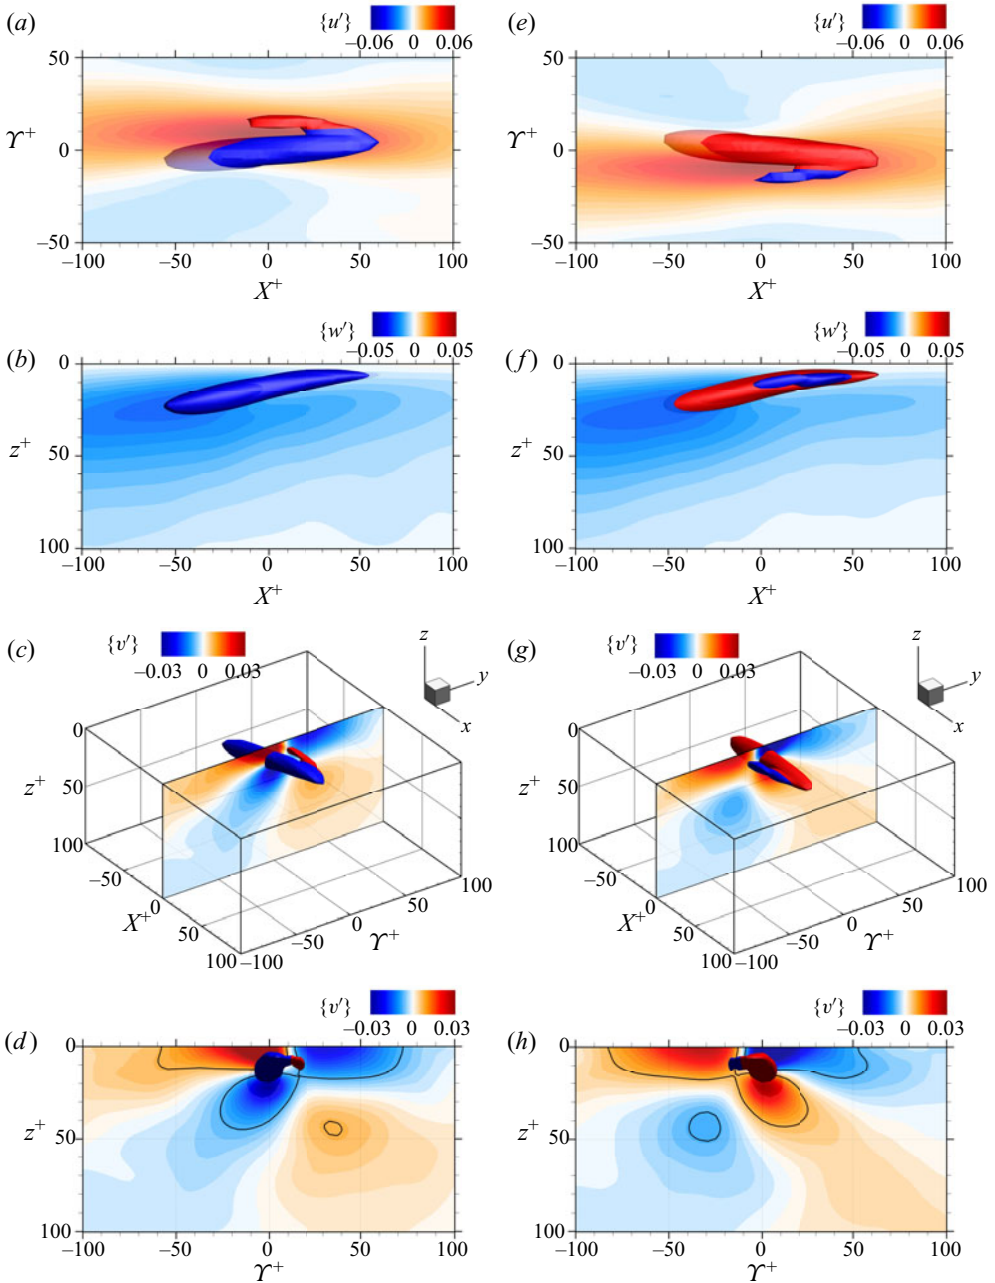 (a) {u′} (e) {u′}
−0.06 0 0.06 −0.06 0 0.06
50 50
ϒ+ 0 ϒ+ 0
−50 −50
−100 −50 0 50 100 −100 −50 0 50 100
X+ X+
(b) {w′} (f) {w′}
−0.05 0 0.05 −0.05 0 0.05
0 0
z+ 50 z+ 50
100 100
−100 −50 0 50 100 −100 −50 0 50 100
X+ X+
(c) {v′} z (g) {v′} z
−0.03 0 0.03 y −0.03 0 0.03 y
x x
0 0
z+ 50 z+ 50
100 100
−50 100 −50 100
X+ 0 50 X+ 0 50
50 0 ϒ+ 50 0 ϒ+
−50 −50
100 −100 100 −100
(d) {v′} (h) {v′}
−0.03 0 0.03 −0.03 0 0.03
0 0
z+ 50 z+ 50
100 100
−100 −50 0 50 100 −100 −50 0 50 100
ϒ+ ϒ+